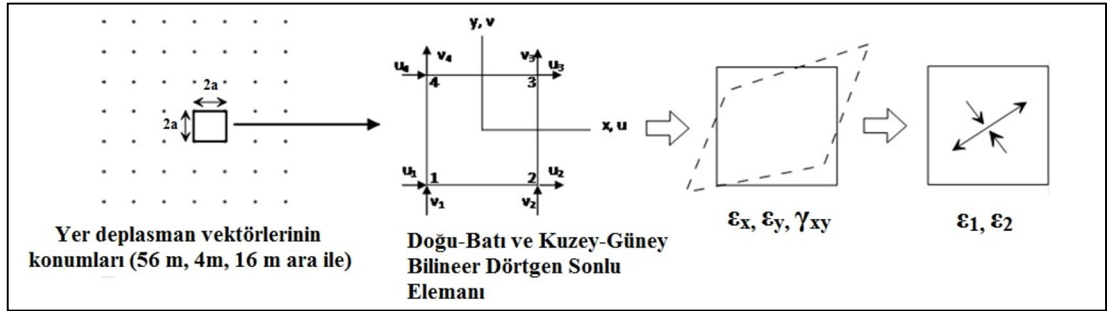 2a
2a
Yer deplasman vektörlerinin
konumları (56 m, 4m, 16 m ara ile)
y, v
v4
v3
u4
u3
4
3
x, u
u1
1
2
u2
v1
v2
Doğu-Batı ve Kuzey-Güney
Bilineer Dörtgen Sonlu
Elemanı
εx, εy, γxy
ε1, ε2